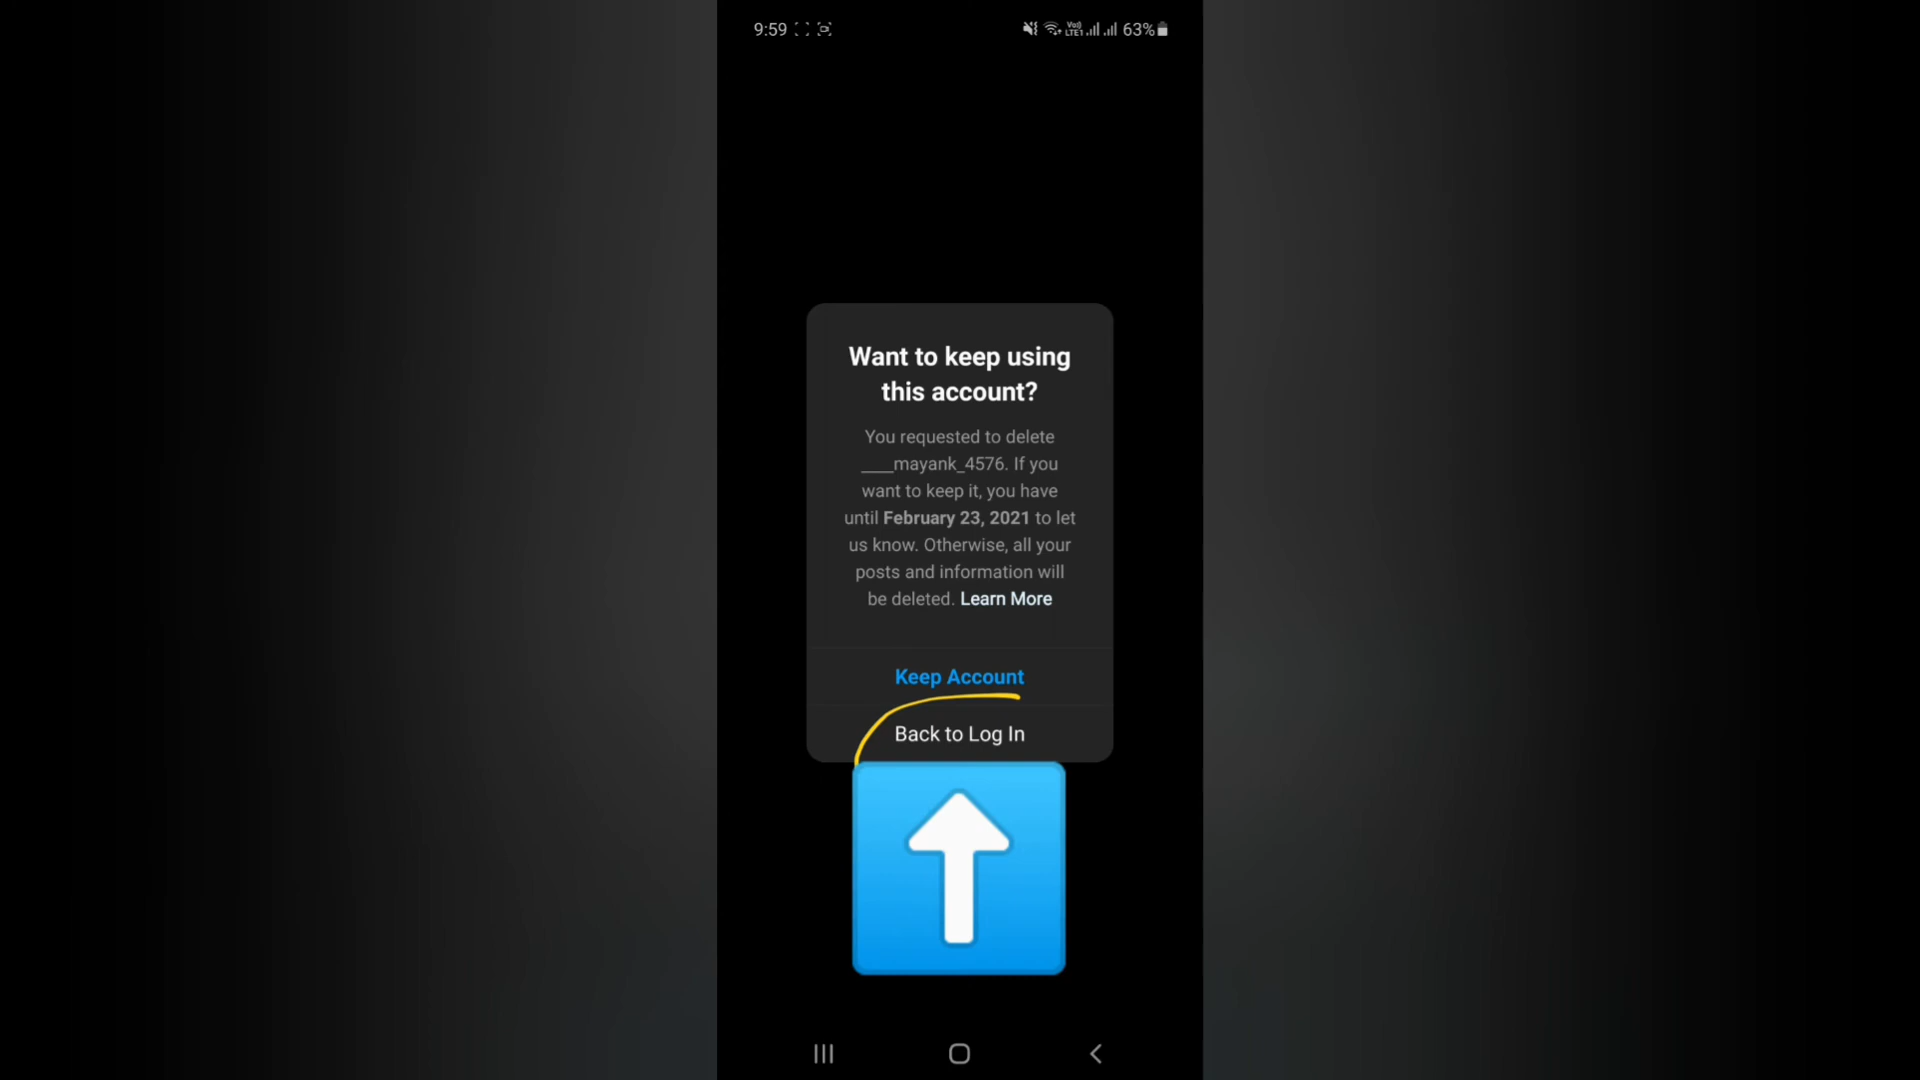 9:59 63%
Want to keep using
this account?
You requested to delete
____mayank_4576. If you
want to keep it, you have
until February 23, 2021 to let
us know. Otherwise, all your
posts and information will
be deleted. Learn More
Keep Account
Back to Log In